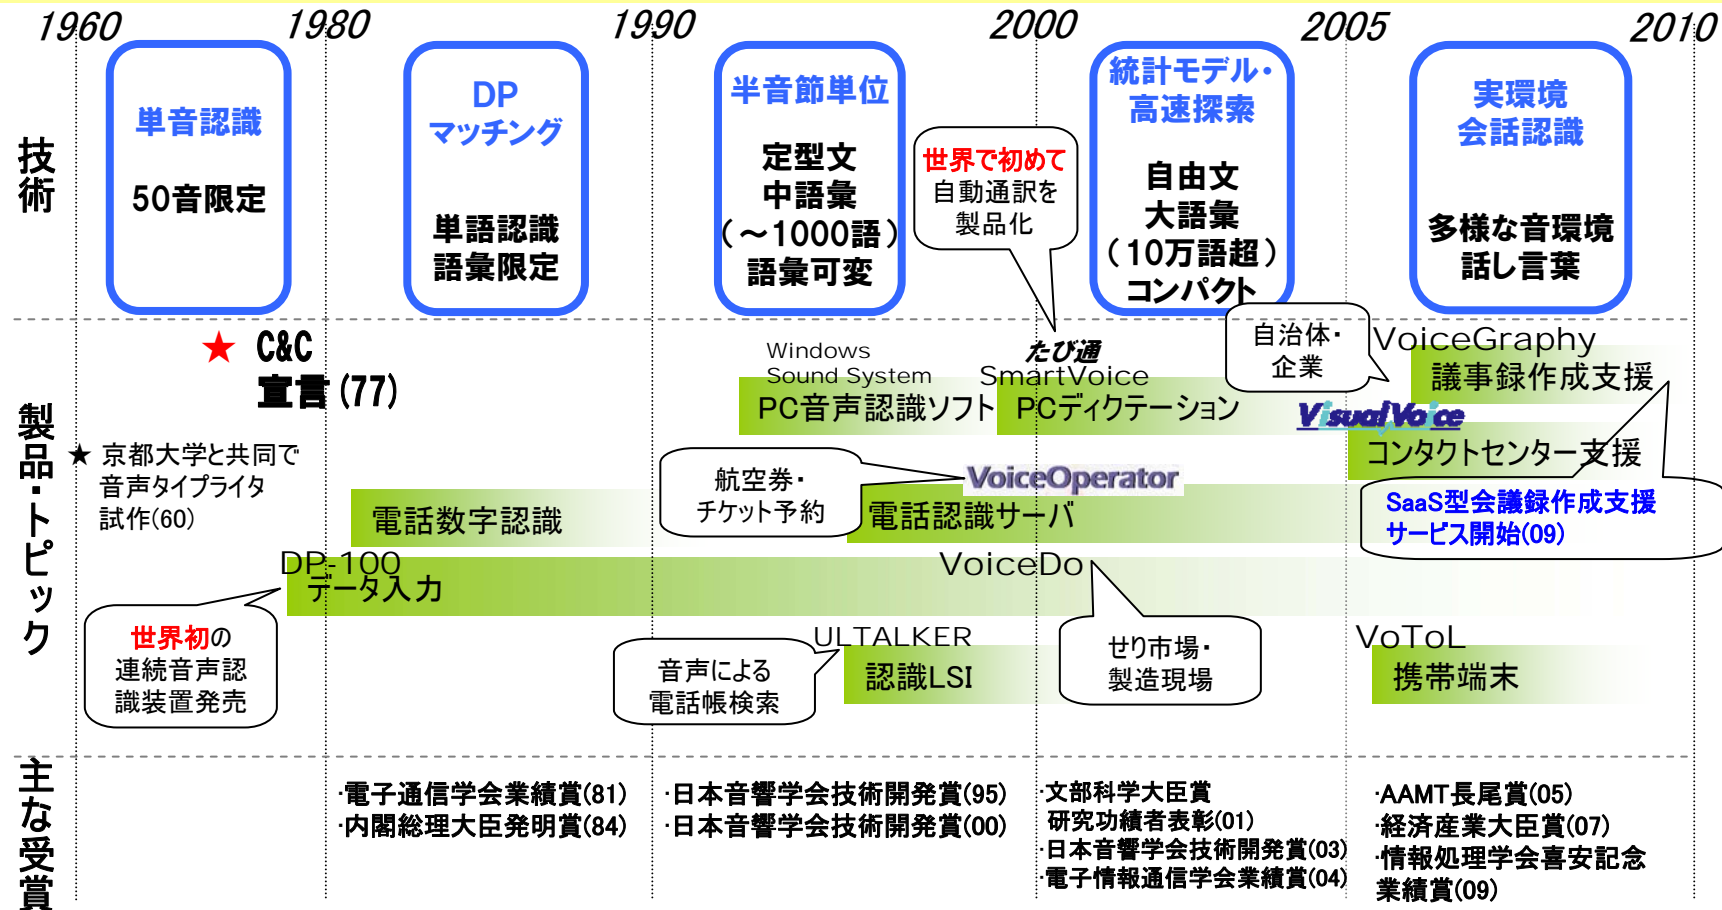 1960
1980
1990
2000
2005
2010
技術
単音認識
50音限定
DP
マッチング
単語認識
語彙限定
半音節単位
定型文
中語彙
(～1000語)
語彙可変
世界で初めて
自動通訳を
製品化
統計モデル・
高速探索
自由文
大語彙
(10万語超)
コンパクト
実環境
会話認識
多様な音環境
話し言葉
製品・トピック
★ C&C
宣言(77)
★ 京都大学と共同で
音声タイプライタ
試作(60)
Windows
Sound System
PC音声認識ソフト
たび通
SmartVoice
PCディクテーション
自治体・
企業
VoiceGraphy
議事録作成支援
VisualVoice
コンタクトセンター支援
航空券・
チケット予約
VoiceOperator
電話認識サーバ
SaaS型会議録作成支援
サービス開始(09)
電話数字認識
DP-100
データ入力
VoiceDo
世界初の
連続音声認
識装置発売
音声による
電話帳検索
ULTALKER
認識LSI
せり市場・
製造現場
VoToL
携帯端末
主な受賞
・電子通信学会業績賞(81)
・内閣総理大臣発明賞(84)
・日本音響学会技術開発賞(95)
・日本音響学会技術開発賞(00)
・文部科学大臣賞
研究功績者表彰(01)
・日本音響学会技術開発賞(03)
・電子情報通信学会業績賞(04)
・AAMT長尾賞(05)
・経済産業大臣賞(07)
・情報処理学会喜安記念
業績賞(09)